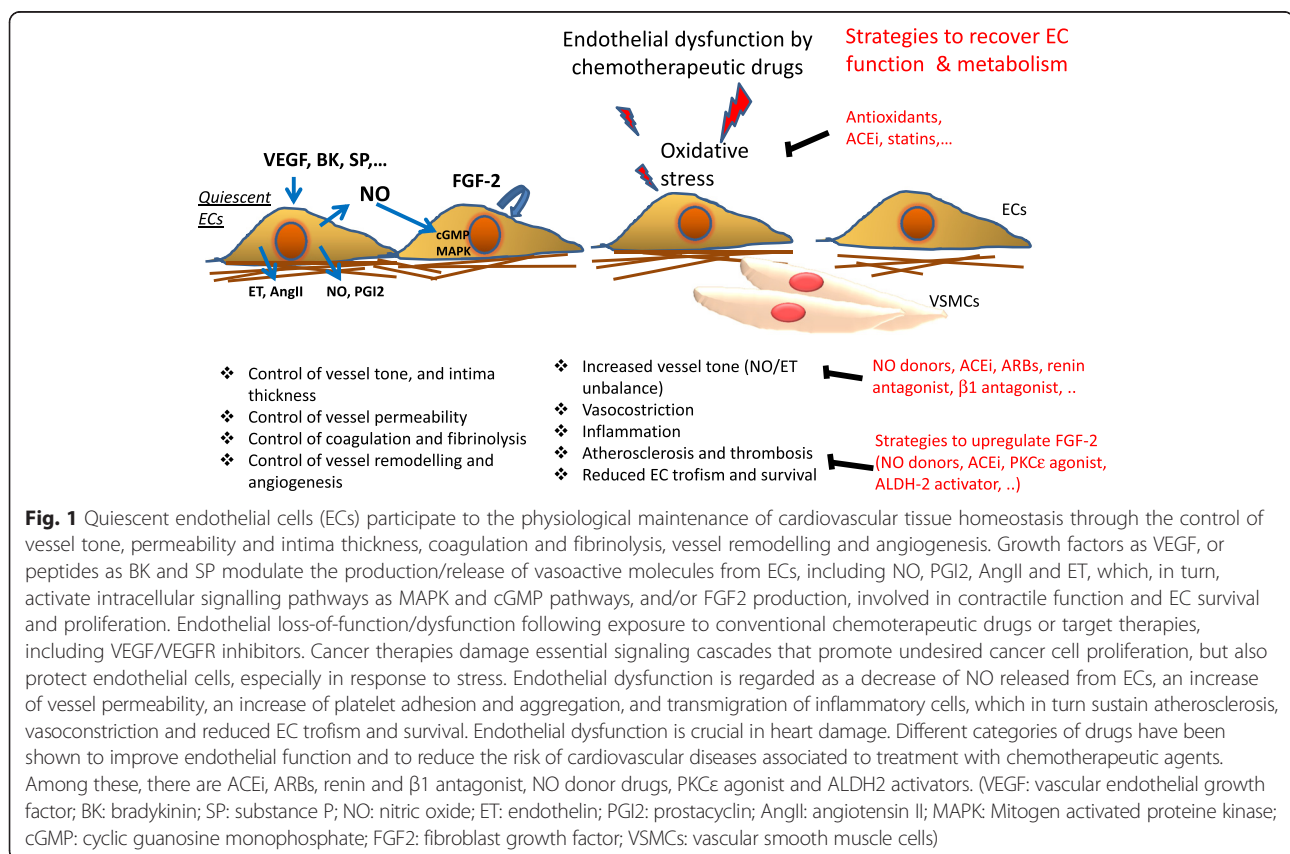 Endothelial dysfunction by
chemotherapeutic drugs
Strategies to recover EC
function & metabolism
Antioxidants,
ACEi, statins,...
Oxidative
stress
VEGF, BK, SP,...
Quiescent
ECs
NO
FGF-2
cGMP
MAPK
ECs
ET, AngII
NO, PGI2
VSMCs
❖ Control of vessel tone, and intima
thickness
❖ Control of vessel permeability
❖ Control of coagulation and fibrinolysis
❖ Control of vessel remodelling and
angiogenesis
❖ Increased vessel tone (NO/ET
unbalance)
❖ Vasocostriction
❖ Inflammation
❖ Atherosclerosis and thrombosis
❖ Reduced EC trofism and survival
NO donors, ACEi, ARBs, renin
antagonist, β1 antagonist, ..
Strategies to upregulate FGF-2
(NO donors, ACEi, PKCε agonist,
ALDH-2 activator, ..)
Fig. 1 Quiescent endothelial cells (ECs) participate to the physiological maintenance of cardiovascular tissue homeostasis through the control of
vessel tone, permeability and intima thickness, coagulation and fibrinolysis, vessel remodelling and angiogenesis. Growth factors as VEGF, or
peptides as BK and SP modulate the production/release of vasoactive molecules from ECs, including NO, PGI2, AngII and ET, which, in turn,
activate intracellular signalling pathways as MAPK and cGMP pathways, and/or FGF2 production, involved in contractile function and EC survival
and proliferation. Endothelial loss-of-function/dysfunction following exposure to conventional chemoterapeutic drugs or target therapies,
including VEGF/VEGFR inhibitors. Cancer therapies damage essential signaling cascades that promote undesired cancer cell proliferation, but also
protect endothelial cells, especially in response to stress. Endothelial dysfunction is regarded as a decrease of NO released from ECs, an increase
of vessel permeability, an increase of platelet adhesion and aggregation, and transmigration of inflammatory cells, which in turn sustain atherosclerosis,
vasoconstriction and reduced EC trofism and survival. Endothelial dysfunction is crucial in heart damage. Different categories of drugs have been
shown to improve endothelial function and to reduce the risk of cardiovascular diseases associated to treatment with chemotherapeutic agents.
Among these, there are ACEi, ARBs, renin and β1 antagonist, NO donor drugs, PKCε agonist and ALDH2 activators. (VEGF: vascular endothelial growth
factor; BK: bradykinin; SP: substance P; NO: nitric oxide; ET: endothelin; PGI2: prostacyclin; AngII: angiotensin II; MAPK: Mitogen activated proteine kinase;
cGMP: cyclic guanosine monophosphate; FGF2: fibroblast growth factor; VSMCs: vascular smooth muscle cells)